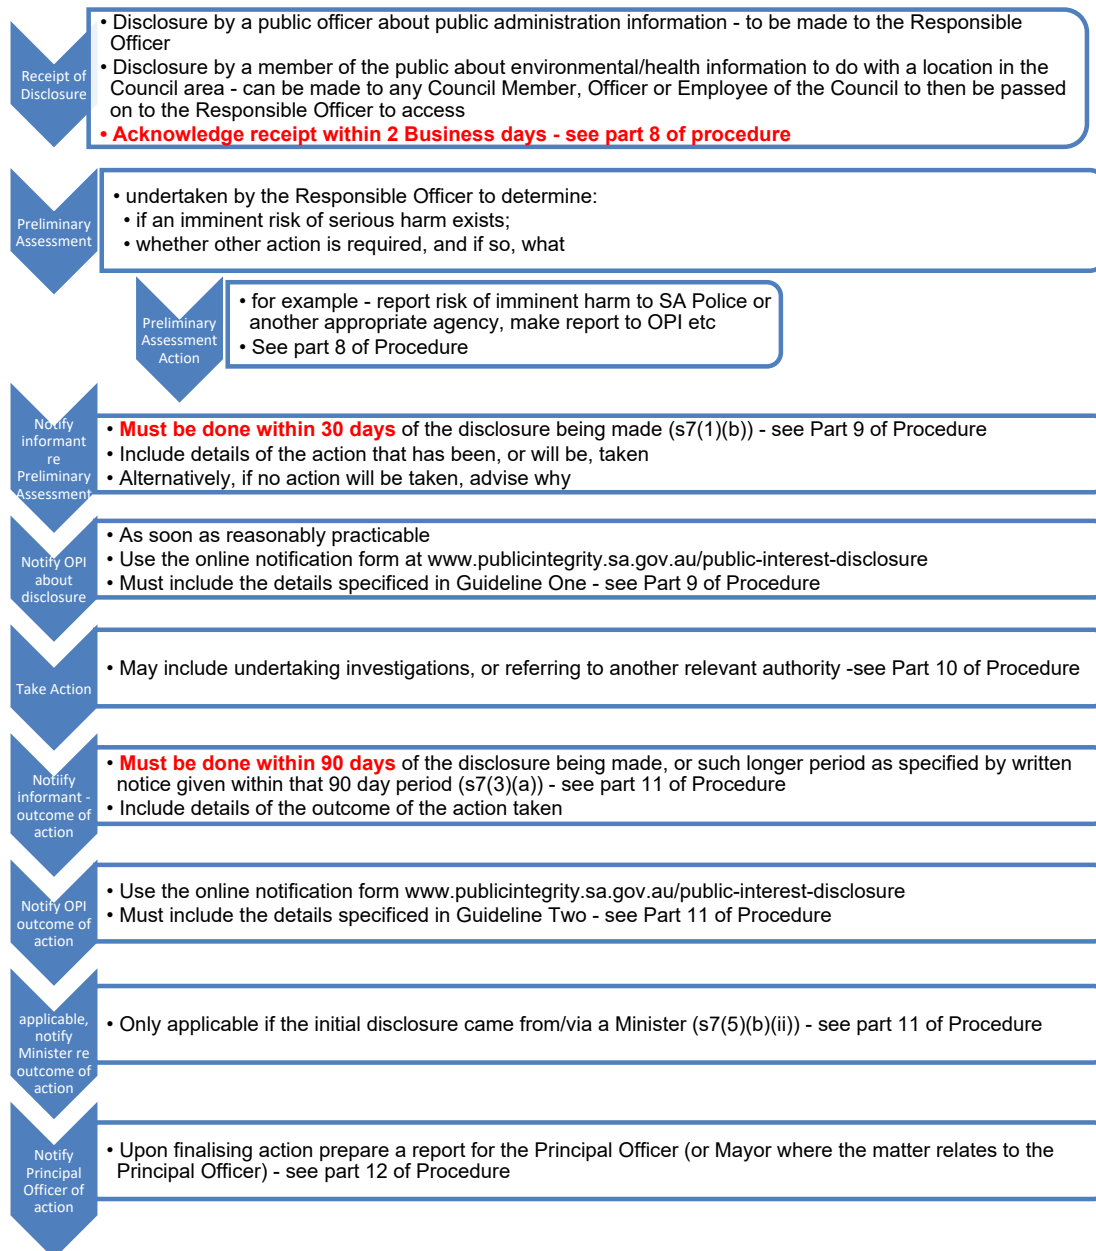 Receipt of
Disclosure
• Disclosure by a public officer about public administration information - to be made to the Responsible
Officer
• Disclosure by a member of the public about environmental/health information to do with a location in the
Council area - can be made to any Council Member, Officer or Employee of the Council to then be passed
on to the Responsible Officer to access
• Acknowledge receipt within 2 Business days - see part 8 of procedure
Preliminary
Assessment
• undertaken by the Responsible Officer to determine:
• if an imminent risk of serious harm exists;
• whether other action is required, and if so, what
Preliminary
Assessment
Action
• for example - report risk of imminent harm to SA Police or
another appropriate agency, make report to OPI etc
• See part 8 of Procedure
Notify
informant
re
Preliminary
Assessment
• Must be done within 30 days of the disclosure being made (s7(1)(b)) - see Part 9 of Procedure
• Include details of the action that has been, or will be, taken
• Alternatively, if no action will be taken, advise why
Notify OPI
about
disclosure
• As soon as reasonably practicable
• Use the online notification form at www.publicintegrity.sa.gov.au/public-interest-disclosure
• Must include the details specificed in Guideline One - see Part 9 of Procedure
Take Action
• May include undertaking investigations, or referring to another relevant authority -see Part 10 of Procedure
Notiify
informant -
outcome of
action
• Must be done within 90 days of the disclosure being made, or such longer period as specified by written
notice given within that 90 day period (s7(3)(a)) - see part 11 of Procedure
• Include details of the outcome of the action taken
Notify OPI
outcome of
action
• Use the online notification form www.publicintegrity.sa.gov.au/public-interest-disclosure
• Must include the details specificed in Guideline Two - see Part 11 of Procedure
applicable,
notify
Minister re
outcome of
action
• Only applicable if the initial disclosure came from/via a Minister (s7(5)(b)(ii)) - see part 11 of Procedure
Notify
Principal
Officer of
action
• Upon finalising action prepare a report for the Principal Officer (or Mayor where the matter relates to the
Principal Officer) - see part 12 of Procedure